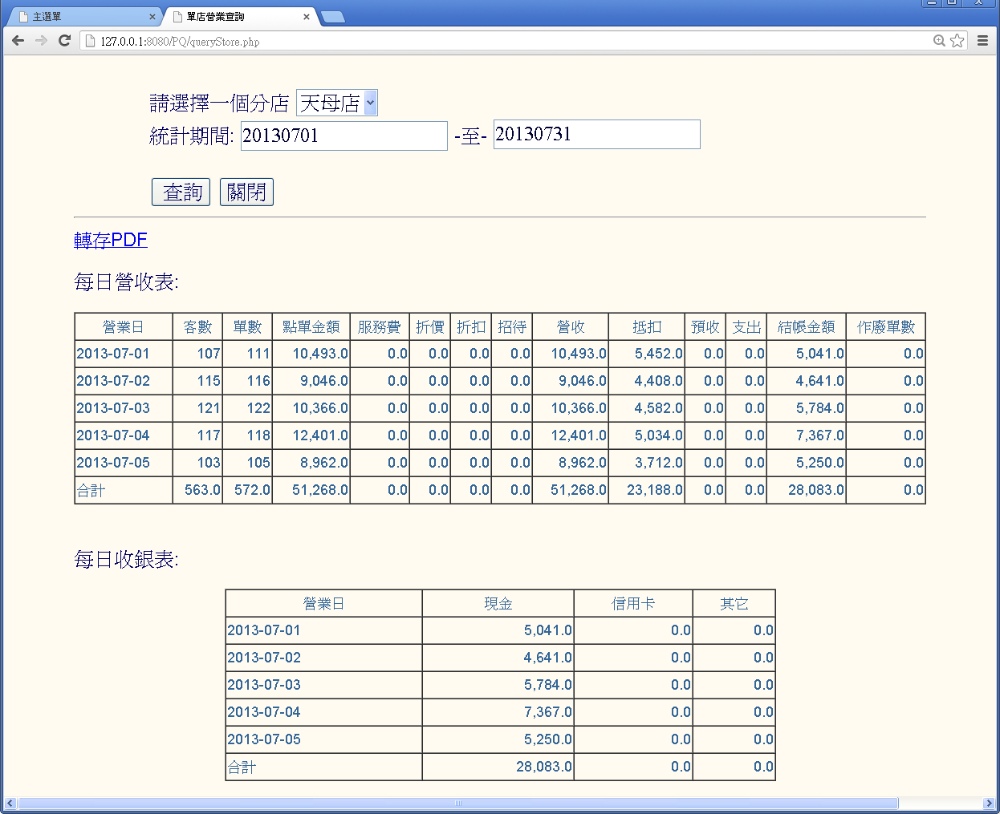 主選單 單店營業查詢
127.0.0.1:8080/PQ/queryStore.php
請選擇一個分店 天母店
統計期間: 20130701 -至- 20130731
查詢 關閉
轉存PDF
每日營收表:
營業日 客數 單數 點單金額 服務費 折價 折扣 招待 營收 抵扣 預收 支出 結帳金額 作廢單數
2013-07-01 107 111 10,493.0 0.0 0.0 0.0 0.0 10,493.0 5,452.0 0.0 0.0 5,041.0 0.0
2013-07-02 115 116 9,046.0 0.0 0.0 0.0 0.0 9,046.0 4,408.0 0.0 0.0 4,641.0 0.0
2013-07-03 121 122 10,366.0 0.0 0.0 0.0 0.0 10,366.0 4,582.0 0.0 0.0 5,784.0 0.0
2013-07-04 117 118 12,401.0 0.0 0.0 0.0 0.0 12,401.0 5,034.0 0.0 0.0 7,367.0 0.0
2013-07-05 103 105 8,962.0 0.0 0.0 0.0 0.0 8,962.0 3,712.0 0.0 0.0 5,250.0 0.0
合計 563.0 572.0 51,268.0 0.0 0.0 0.0 0.0 51,268.0 23,188.0 0.0 0.0 28,083.0 0.0
每日收銀表:
營業日 現金 信用卡 其它
2013-07-01 5,041.0 0.0 0.0
2013-07-02 4,641.0 0.0 0.0
2013-07-03 5,784.0 0.0 0.0
2013-07-04 7,367.0 0.0 0.0
2013-07-05 5,250.0 0.0 0.0
合計 28,083.0 0.0 0.0